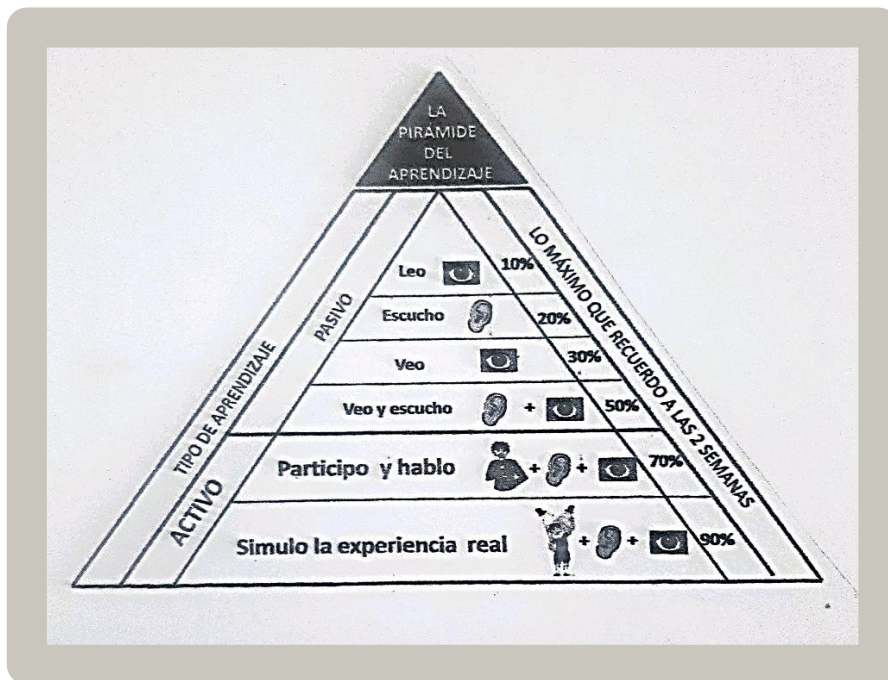 LA
PIRÁMIDE
DEL
APRENDIZAJE
TIPO DE APRENDIZAJE
PASIVO
ACTIVO
LO MÁXIMO QUE RECUERDO A LAS 2 SEMANAS
Leo 10%
Escucho 20%
Veo 30%
Veo y escucho + 50%
Participo y hablo + + 70%
Simulo la experiencia real + + 90%